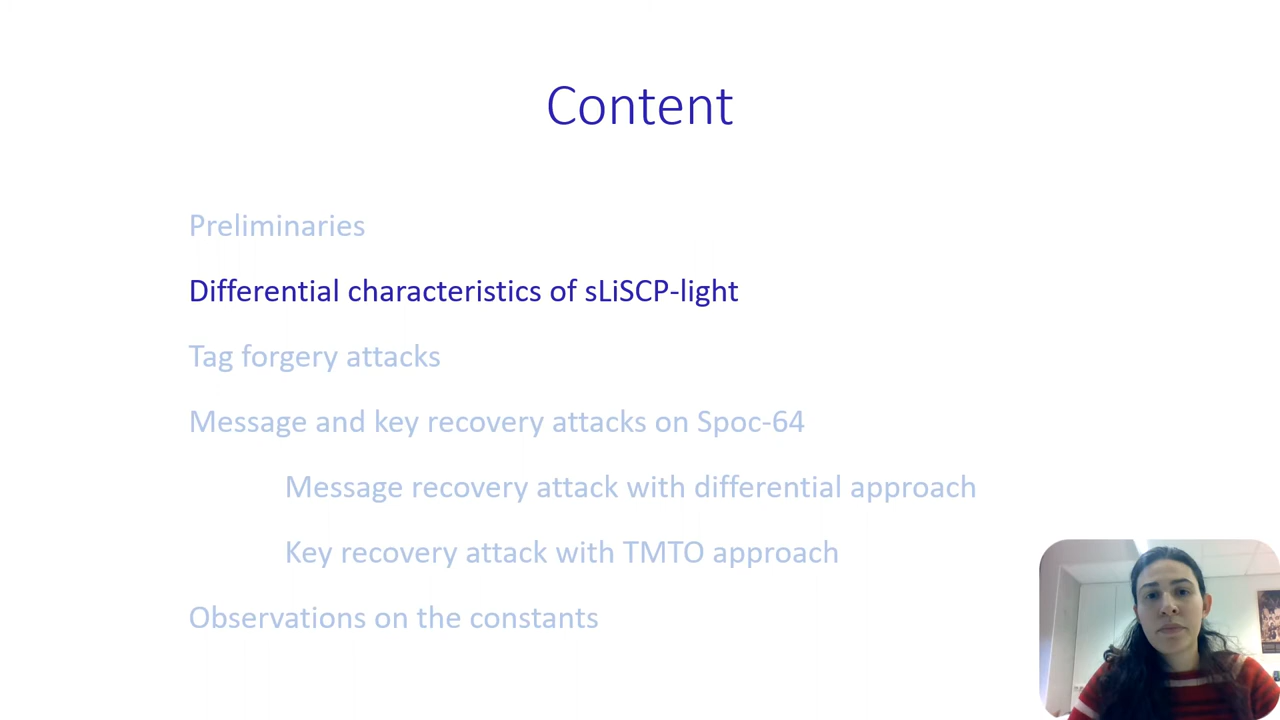 Content
Preliminaries
Differential characteristics of sLiSCP-light
Tag forgery attacks
Message and key recovery attacks on Spoc-64
Message recovery attack with differential approach
Key recovery attack with TMTO approach
Observations on the constants